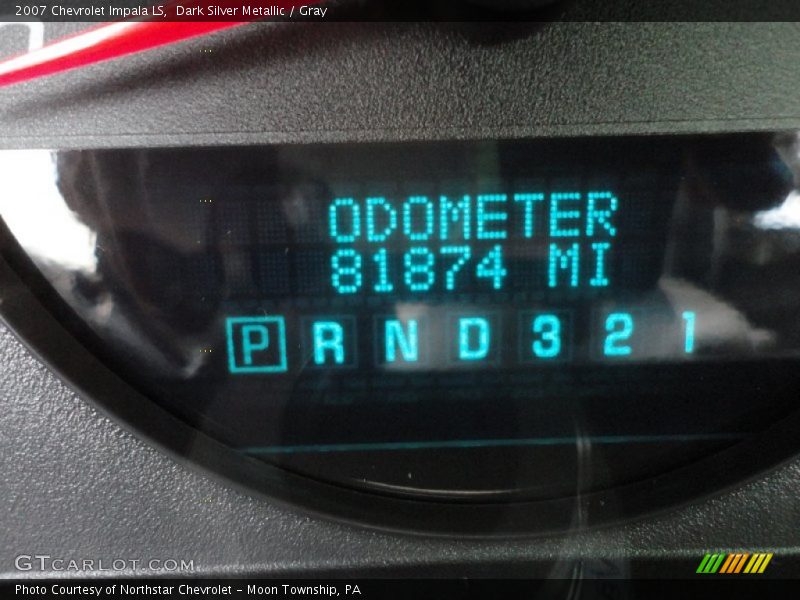 2007 Chevrolet Impala LS,  Dark Silver Metallic / Gray
ODOMETER
81874 MI
P R N D 3 2 1
GTcarlot.com
Photo Courtesy of Northstar Chevrolet - Moon Township, PA